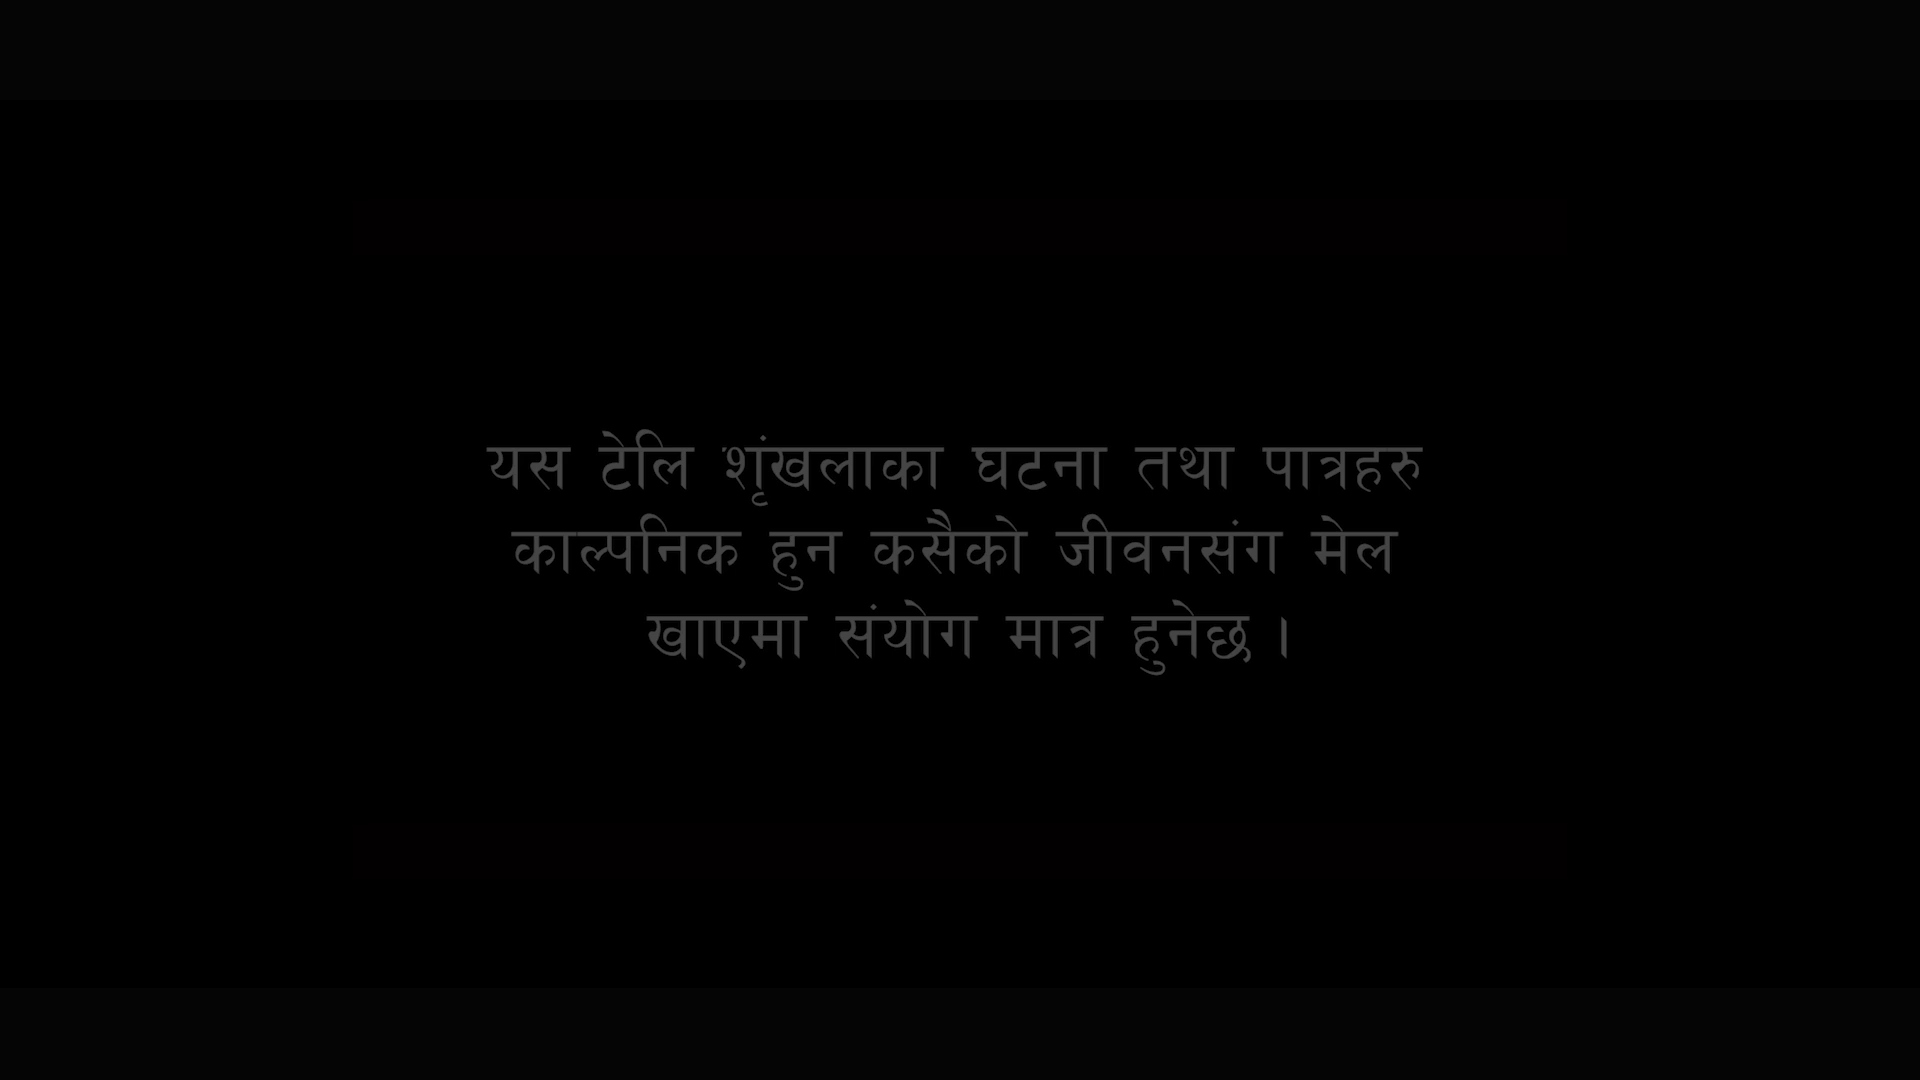 यस टेलि शृंखलाका घटना तथा पात्रहरु
काल्पनिक हुन कसैको जीवनसंग मेल
खाएमा संयोग मात्र हुनेछ ।